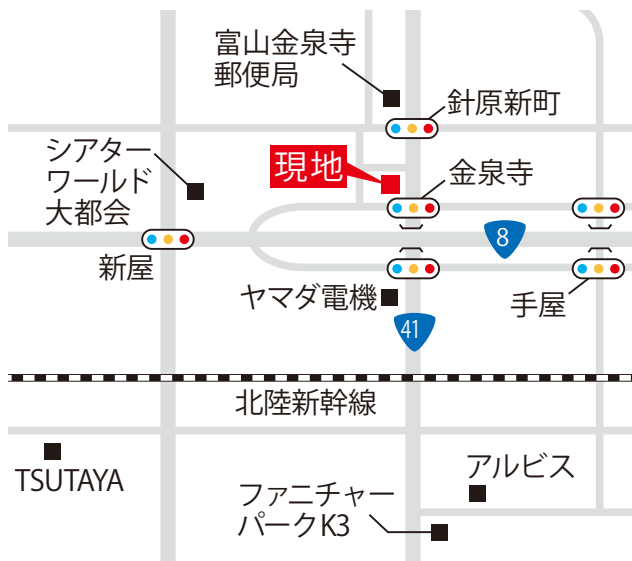 富山金泉寺
郵便局
針原新町
シアター
ワールド
大都会
現地
金泉寺
8
新屋
ヤマダ電機
手屋
41
北陸新幹線
TSUTAYA
アルビス
ファニチャー
パークK3